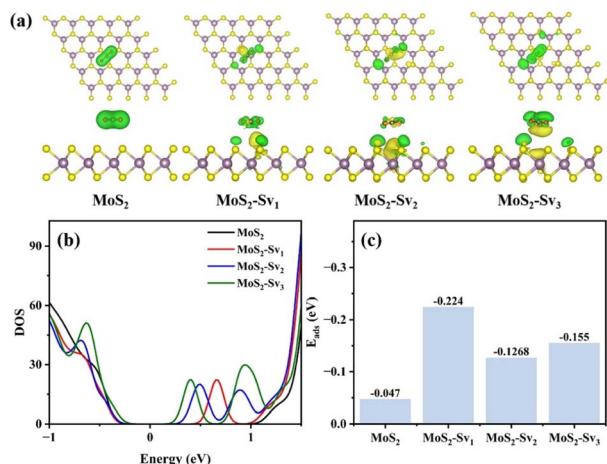 (a)
MoS₂
MoS₂-Sv₁
MoS₂-Sv₂
MoS₂-Sv₃
(b)
MoS₂
MoS₂-Sv₁
MoS₂-Sv₂
MoS₂-Sv₃
DOS
90
60
30
0
−1
0
1
Energy (eV)
(c)
Eads (eV)
−0.3
−0.2
−0.1
0.0
-0.047
-0.224
-0.1268
-0.155
MoS₂
MoS₂-Sv₁
MoS₂-Sv₂
MoS₂-Sv₃